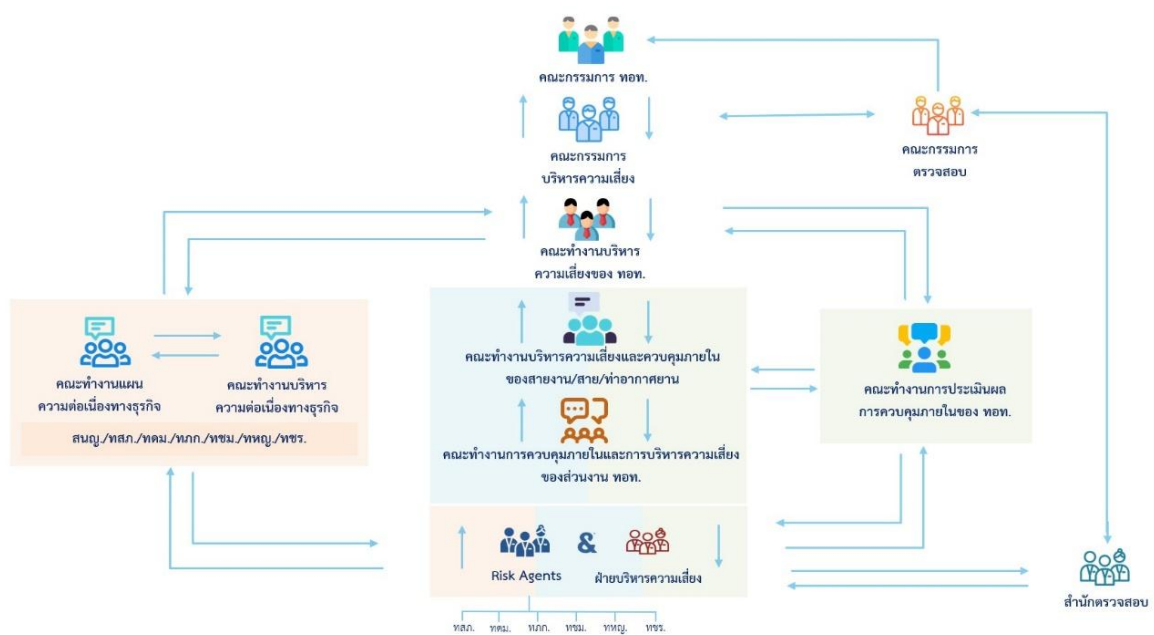 คณะกรรมการ ทอท.
คณะกรรมการ
บริหารความเสี่ยง
คณะกรรมการ
ตรวจสอบ
คณะทำงานบริหาร
ความเสี่ยงของ ทอท.
คณะทำงานแผน
ความต่อเนื่องทางธุรกิจ
คณะทำงานบริหาร
ความต่อเนื่องทางธุรกิจ
สนญ./ทสภ./ทดม./ทภก./ทชม./ทหญ./ทชร.
คณะทำงานบริหารความเสี่ยงและควบคุมภายใน
ของสายงาน/สาย/ท่าอากาศยาน
คณะทำงานการควบคุมภายในและการบริหารความเสี่ยง
ของส่วนงาน ทอท.
คณะทำงานการประเมินผล
การควบคุมภายในของ ทอท.
&
Risk Agents
ฝ่ายบริหารความเสี่ยง
สำนักตรวจสอบ
ทสภ. ทดม. ทภก. ทชม. ทหญ. ทชร.